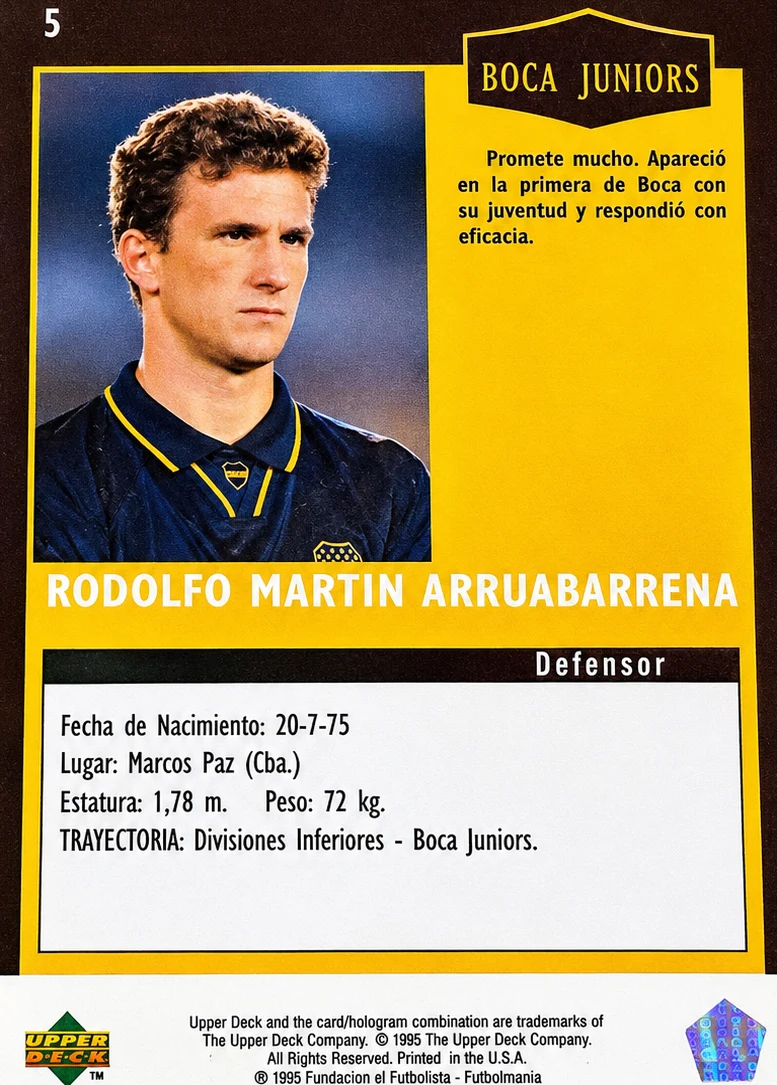 5
BOCA JUNIORS
Promete mucho. Apareció
en la primera de Boca con
su juventud y respondió con
eficacia.
RODOLFO MARTIN ARRUABARRENA
Defensor
Fecha de Nacimiento: 20-7-75
Lugar: Marcos Paz (Cba.)
Estatura: 1,78 m. Peso: 72 kg.
TRAYECTORIA: Divisiones Inferiores - Boca Juniors.
Upper Deck and the card/hologram combination are trademarks of
The Upper Deck Company. © 1995 The Upper Deck Company.
All Rights Reserved. Printed in the U.S.A.
® 1995 Fundacion el Futbolista - Futbolmania
UPPER
D·E·C·K
™